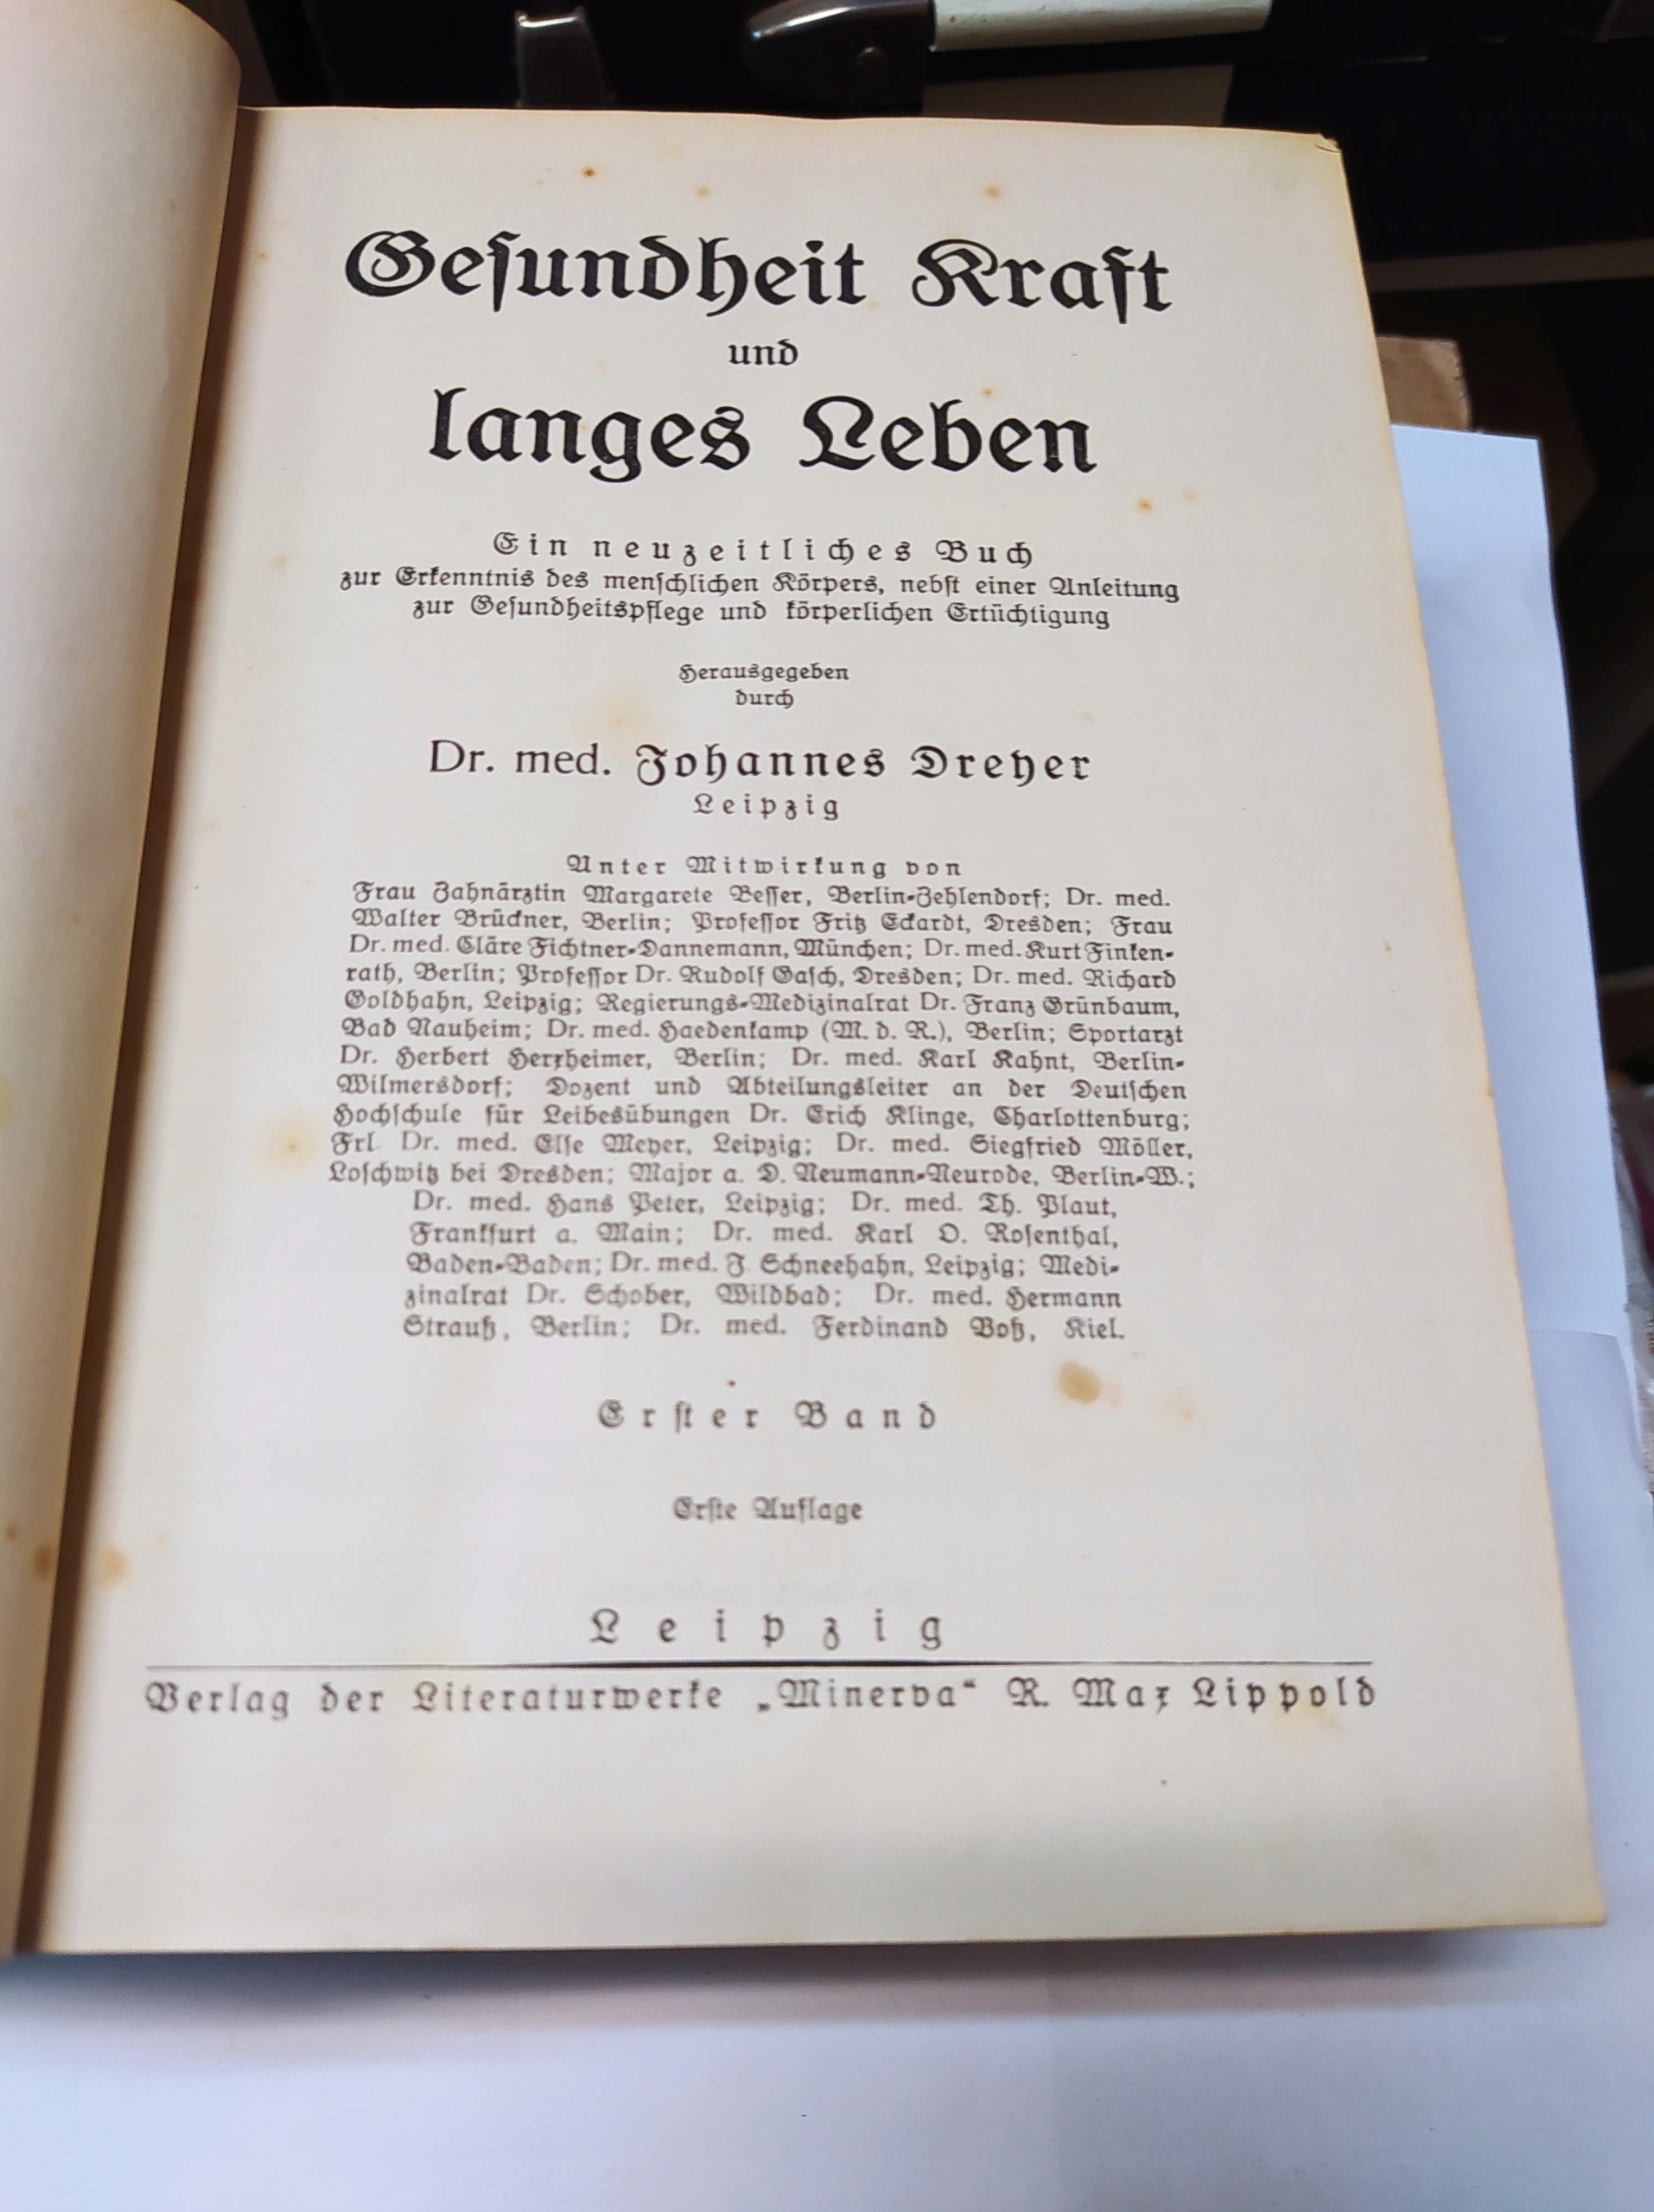 Gesundheit Kraft
und
langes Leben
Ein neuzeitliches Buch
zur Erkenntnis des menschlichen Körpers, nebst einer Anleitung
zur Gesundheitspflege und körperlichen Ertüchtigung
Herausgegeben
durch
Dr. med. Johannes Dreyer
Leipzig
Unter Mitwirkung von
Frau Zahnärztin Margarete Besser, Berlin-Zehlendorf; Dr. med.
Walter Brückner, Berlin; Professor Fritz Eckardt, Dresden; Frau
Dr. med. Cläre Fichtner-Dannemann, München; Dr. med. Kurt Finken-
rath, Berlin; Professor Dr. Rudolf Gasch, Dresden; Dr. med. Richard
Goldhahn, Leipzig; Regierungs-Medizinalrat Dr. Franz Grünbaum,
Bad Nauheim; Dr. med. Haedenkamp (M. d. R.), Berlin; Sportarzt
Dr. Herbert Herxheimer, Berlin; Dr. med. Karl Kahnt, Berlin-
Wilmersdorf; Dozent und Abteilungsleiter an der Deutschen
Hochschule für Leibesübungen Dr. Erich Klinge, Charlottenburg;
Frl. Dr. med. Else Meyer, Leipzig; Dr. med. Siegfried Möller,
Loschwitz bei Dresden; Major a. D. Neumann-Neurode, Berlin-W.;
Dr. med. Hans Peter, Leipzig; Dr. med. Th. Plaut,
Frankfurt a. Main; Dr. med. Karl O. Rosenthal,
Baden-Baden; Dr. med. J. Schneehahn, Leipzig; Medi-
zinalrat Dr. Schober, Wildbad; Dr. med. Hermann
Strauß, Berlin; Dr. med. Ferdinand Voß, Kiel.
Erster Band
Erste Auflage
Leipzig
Verlag der Literaturwerke „Minerva“ R. Max Lippold